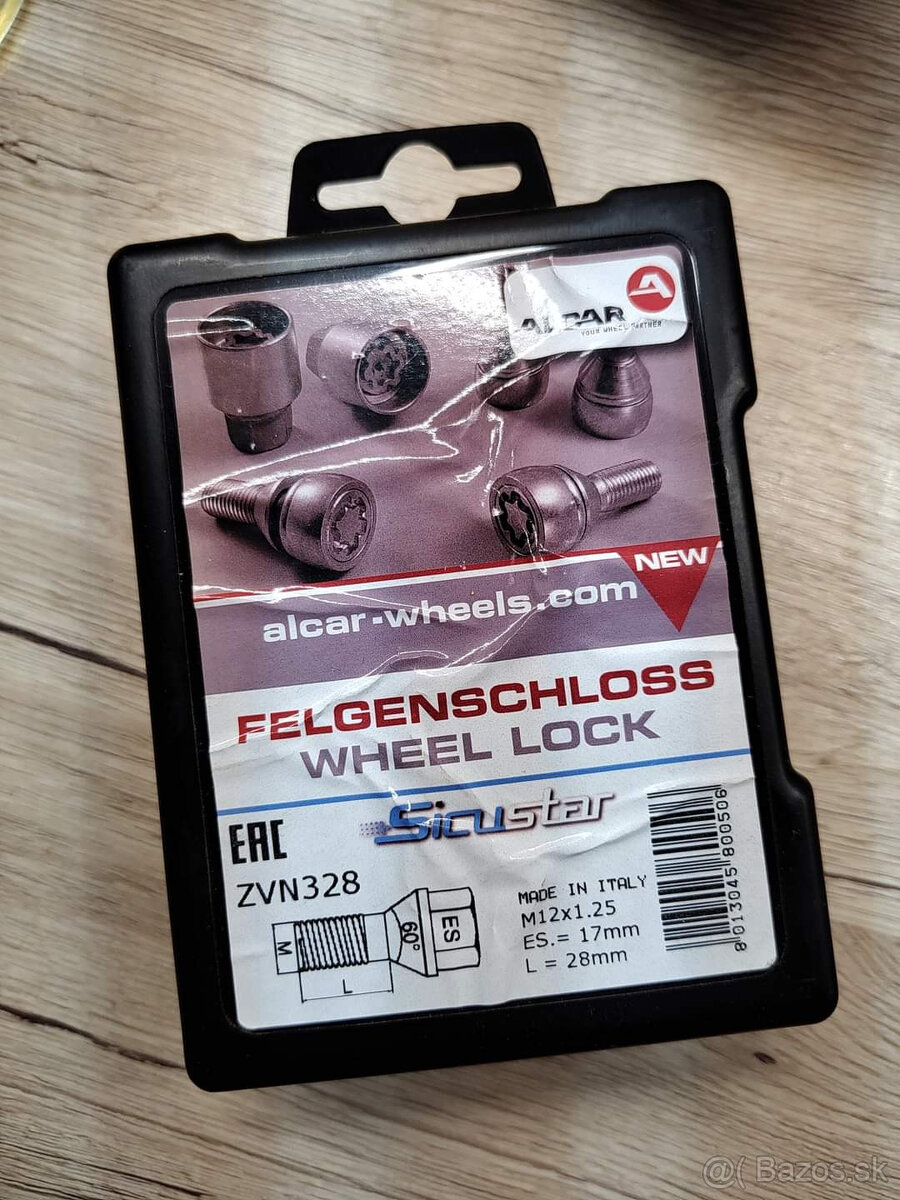 ALCAR
YOUR WHEEL PARTNER
NEW
alcar-wheels.com
FELGENSCHLOSS
WHEEL LOCK
Sicustar
EAC
ZVN328
M
L
60°
ES
MADE IN ITALY
M12x1.25
ES.= 17mm
L = 28mm
8 013045 800506
@( Bazos.sk